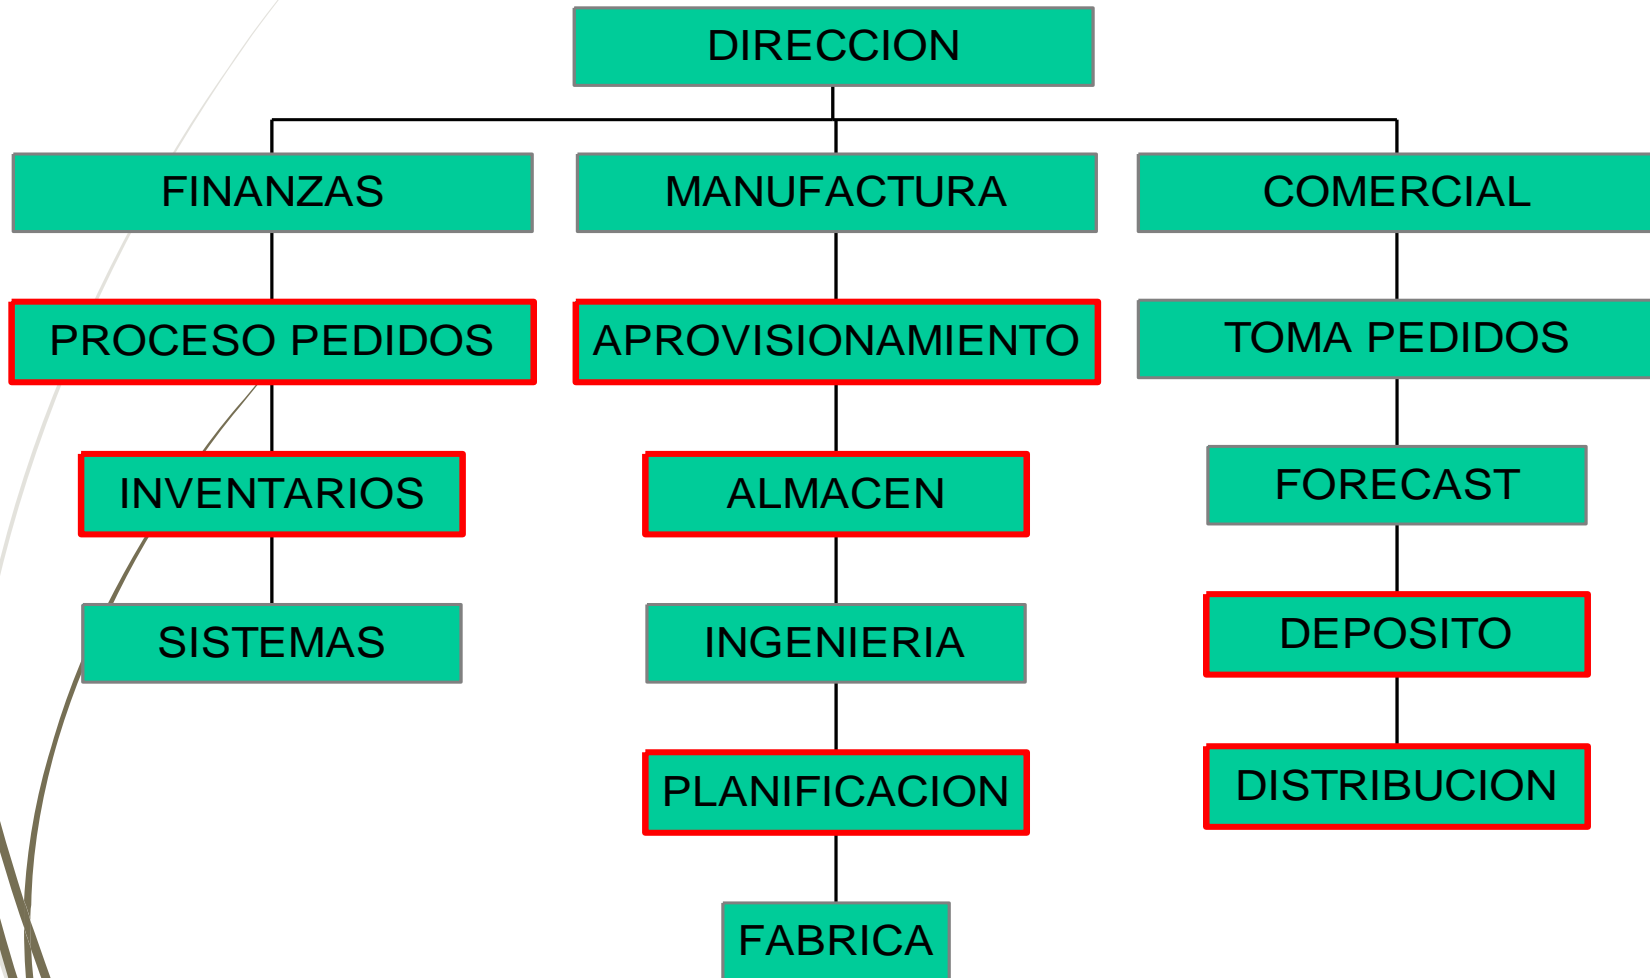 DIRECCION
FINANZAS
MANUFACTURA
COMERCIAL
PROCESO PEDIDOS
APROVISIONAMIENTO
TOMA PEDIDOS
INVENTARIOS
ALMACEN
FORECAST
SISTEMAS
INGENIERIA
DEPOSITO
PLANIFICACION
DISTRIBUCION
FABRICA